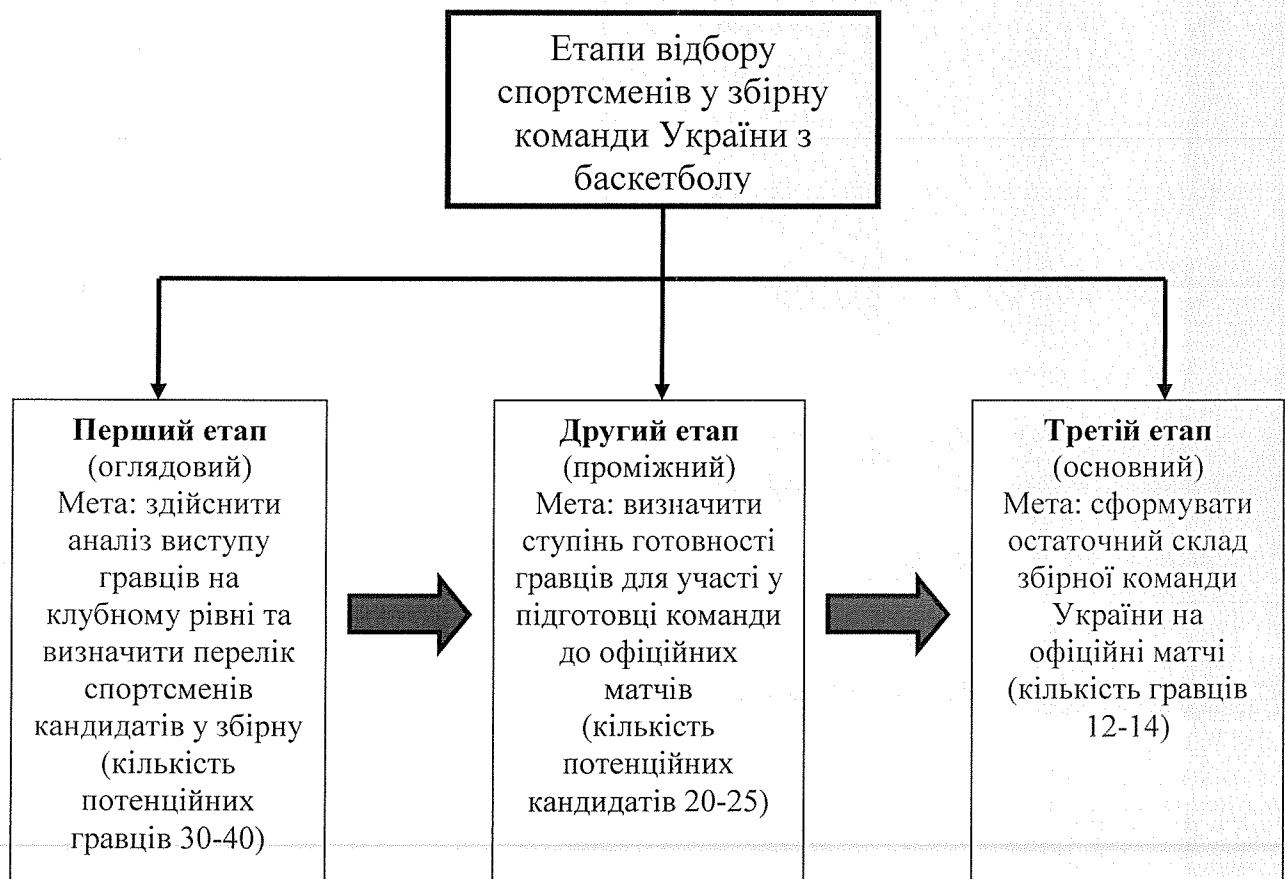 Етапи відбору
спортсменів у збірну
команди України з
баскетболу
Перший етап
(оглядовий)
Мета: здійснити
аналіз виступу
гравців на
клубному рівні та
визначити перелік
спортсменів
кандидатів у збірну
(кількість
потенційних
гравців 30-40)
Другий етап
(проміжний)
Мета: визначити
ступінь готовності
гравців для участі у
підготовці команди
до офіційних
матчів
(кількість
потенційних
кандидатів 20-25)
Третій етап
(основний)
Мета: сформувати
остаточний склад
збірної команди
України на
офіційні матчі
(кількість гравців
12-14)